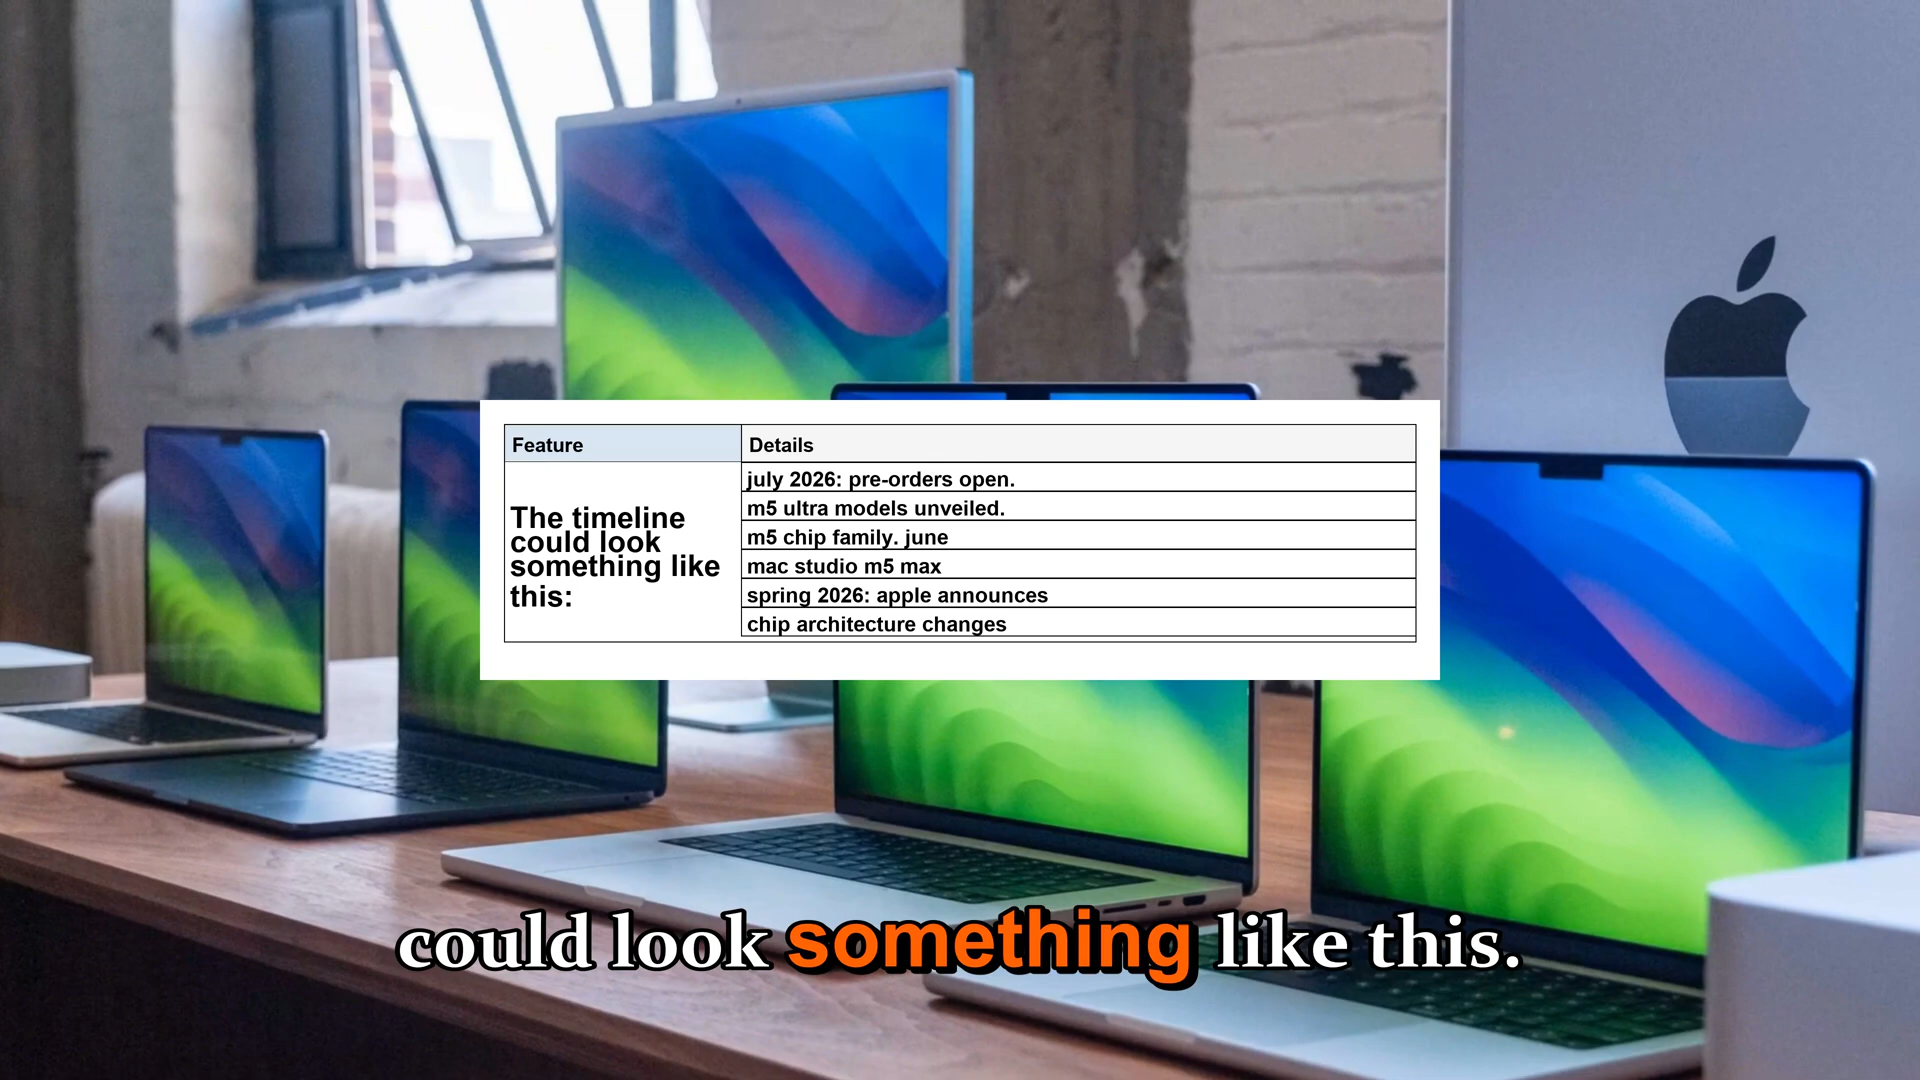 Feature
Details
The timeline
could look
something like
this:
july 2026: pre-orders open.
m5 ultra models unveiled.
m5 chip family. june
mac studio m5 max
spring 2026: apple announces
chip architecture changes
could look something like this.